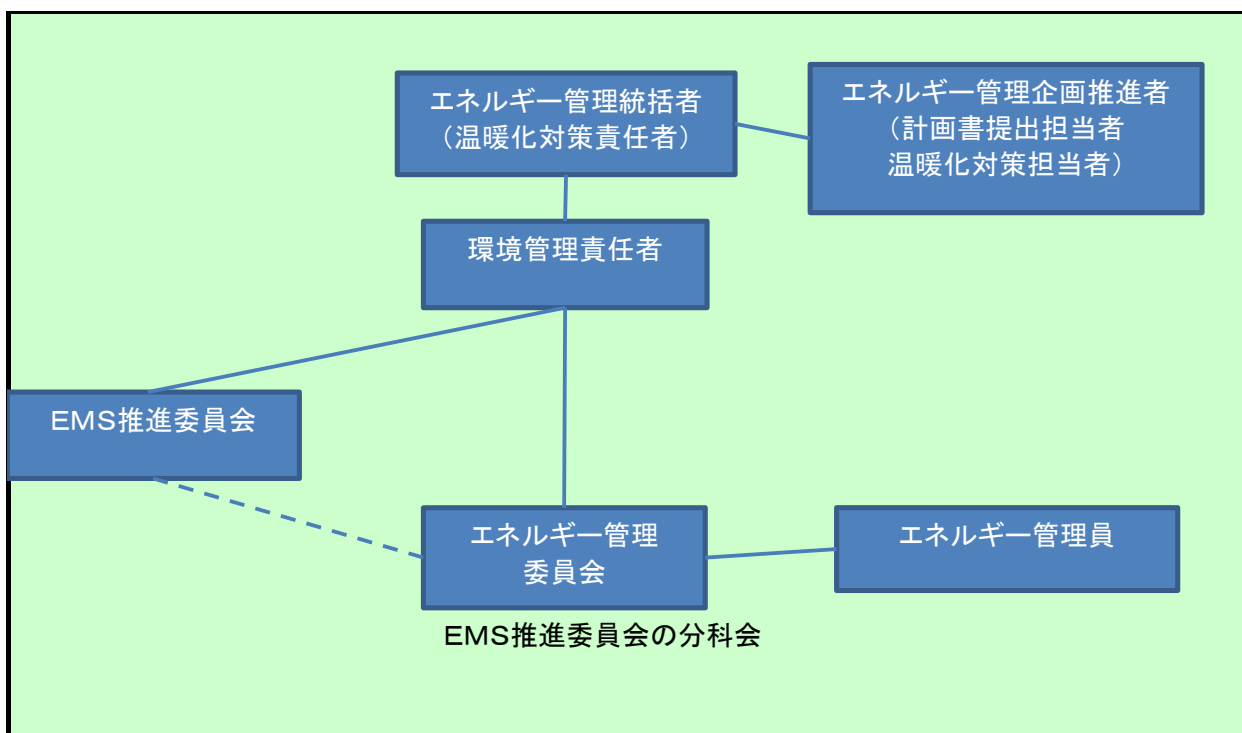 エネルギー管理統括者
（温暖化対策責任者）
エネルギー管理企画推進者
（計画書提出担当者
温暖化対策担当者）
環境管理責任者
EMS推進委員会
エネルギー管理
委員会
エネルギー管理員
EMS推進委員会の分科会